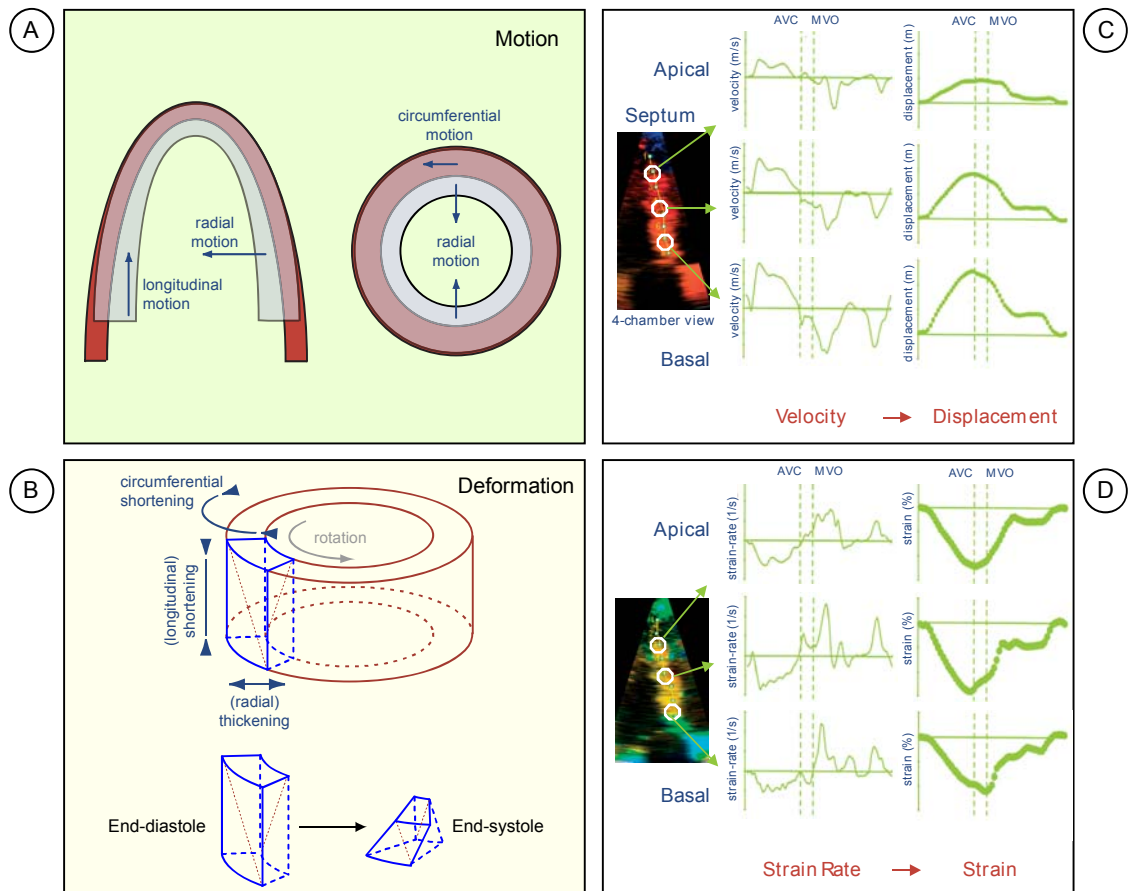 A
Motion
circumferential
motion
radial
motion
radial
motion
longitudinal
motion
B
Deformation
circumferential
shortening
rotation
(longitudinal)
shortening
(radial)
thickening
End-diastole
End-systole
C
AVC MVO
AVC MVO
Apical
Septum
4-chamber view
Basal
velocity (m/s)
displacement (m)
velocity (m/s)
displacement (m)
velocity (m/s)
displacement (m)
Velocity
Displacement
D
AVC MVO
AVC MVO
Apical
Basal
strain-rate (1/s)
strain (%)
strain-rate (1/s)
strain (%)
strain-rate (1/s)
strain (%)
Strain Rate
Strain